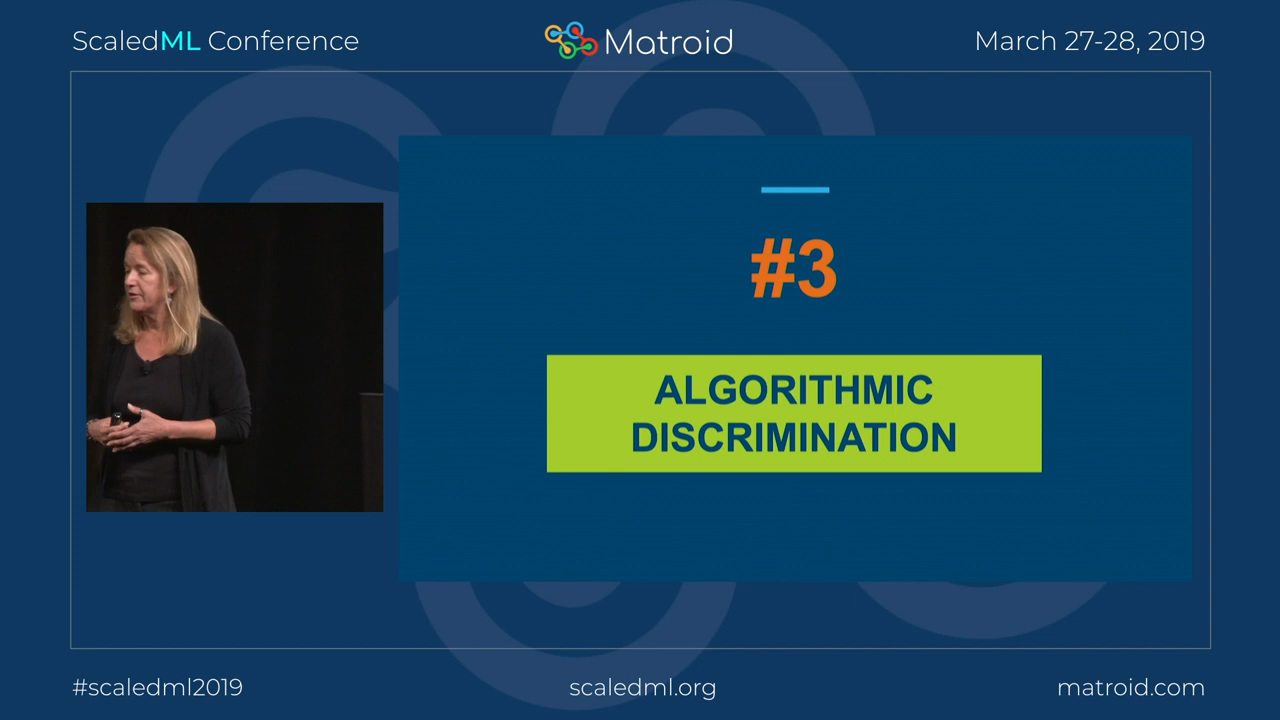 ScaledML Conference
Matroid
March 27-28, 2019
#3
ALGORITHMIC
DISCRIMINATION
#scaledml2019
scaledml.org
matroid.com